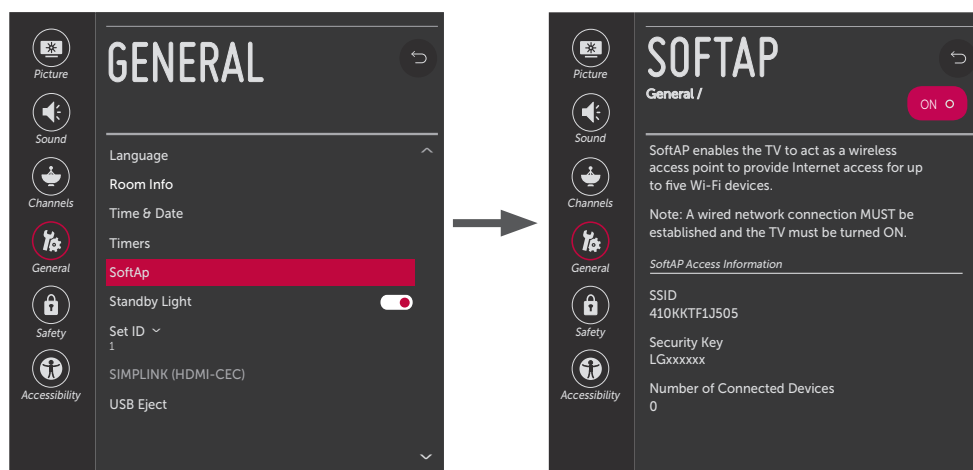 Picture
Sound
Channels
General
Safety
Accessibility
GENERAL
Language
Room Info
Time & Date
Timers
SoftAp
Standby Light
Set ID
1
SIMPLINK (HDMI-CEC)
USB Eject
Picture
Sound
Channels
General
Safety
Accessibility
SOFTAP
General /
ON
SoftAP enables the TV to act as a wireless
access point to provide Internet access for up
to five Wi-Fi devices.
Note: A wired network connection MUST be
established and the TV must be turned ON.
SoftAP Access Information
SSID
410KKTF1J505
Security Key
LGxxxxxx
Number of Connected Devices
0